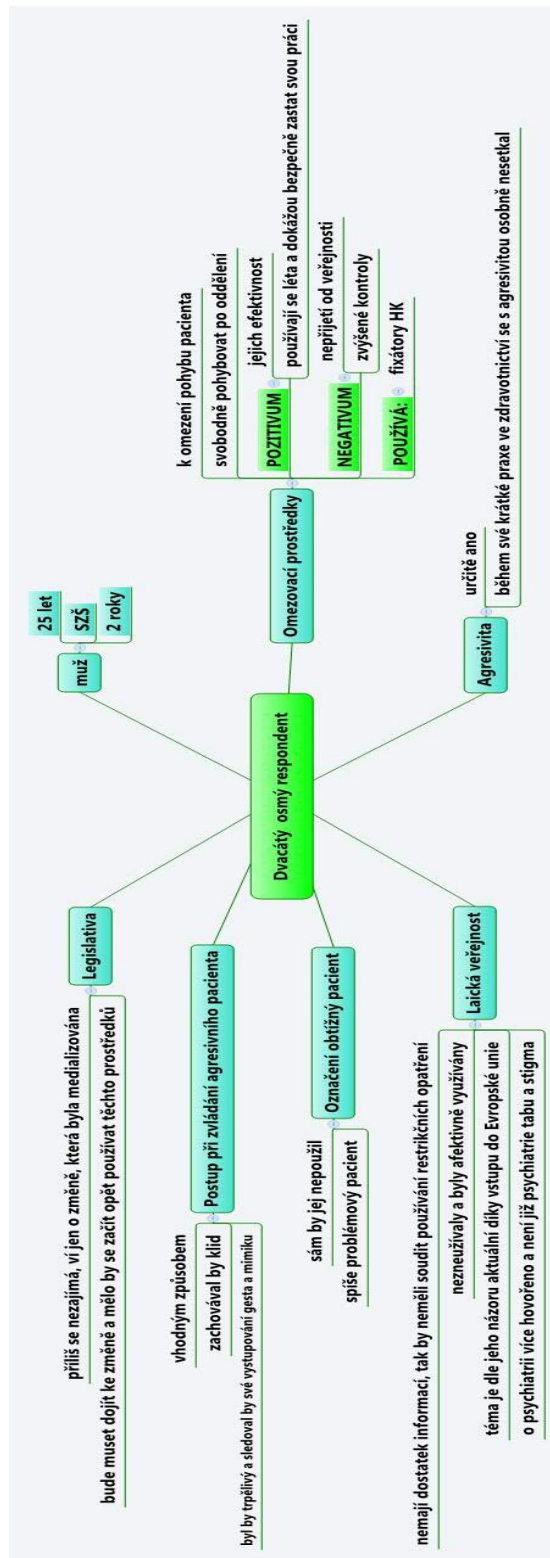 Dvacátý osmý respondent
muž
25 let
SZŠ
2 roky
Omezovací prostředky
k omezení pohybu pacienta
svobodně pohybovat po oddělení
POZITIVUM
jejich efektivnost
používají se léta a dokážou bezpečně zastat svou práci
NEGATIVUM
nepřijetí od veřejnosti
zvýšené kontroly
POUŽÍVÁ:
fixátory HK
Agresivita
určitě ano
během své krátké praxe ve zdravotnictví se s agresivitou osobně nesetkal
Legislativa
příliš se nezajímá, ví jen o změně, která byla medializována
bude muset dojít ke změně a mělo by se začít opět používat těchto prostředků
Postup při zvládání agresivního pacienta
vhodným způsobem
zachovával by klid
byl by trpělivý a sledoval by své vystupování gesta a mimiku
Označení obtížný pacient
sám by jej nepoužil
spíše problémový pacient
Laická veřejnost
nemají dostatek informací, tak by neměli soudit používání restrikčních opatření
nezneužívaly a byly afektivně využívány
téma je dle jeho názoru aktuální díky vstupu do Evropské unie
o psychiatrii více hovořeno a není již psychiatrie tabu a stigma